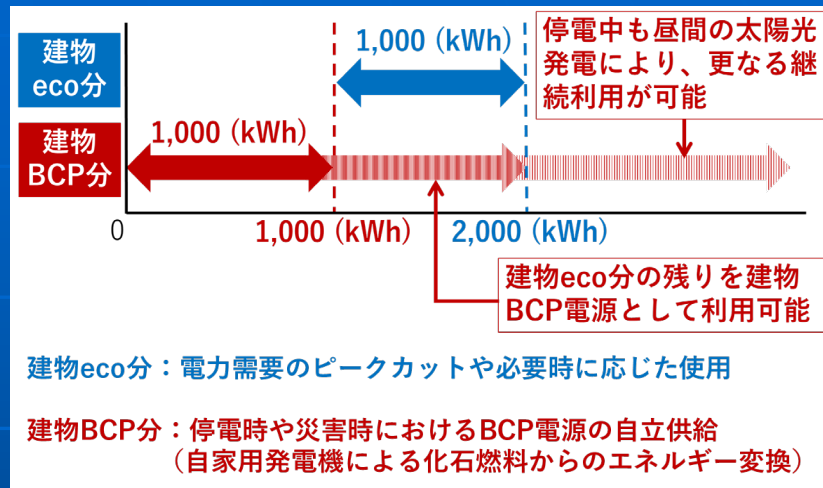 建物
eco分
1,000 (kWh)
停電中も昼間の太陽光
発電により、更なる継
続利用が可能
建物
BCP分
1,000 (kWh)
0
1,000 (kWh)
2,000 (kWh)
建物eco分の残りを建物
BCP電源として利用可能
建物eco分：電力需要のピークカットや必要時に応じた使用
建物BCP分：停電時や災害時におけるBCP電源の自立供給
（自家用発電機による化石燃料からのエネルギー変換）